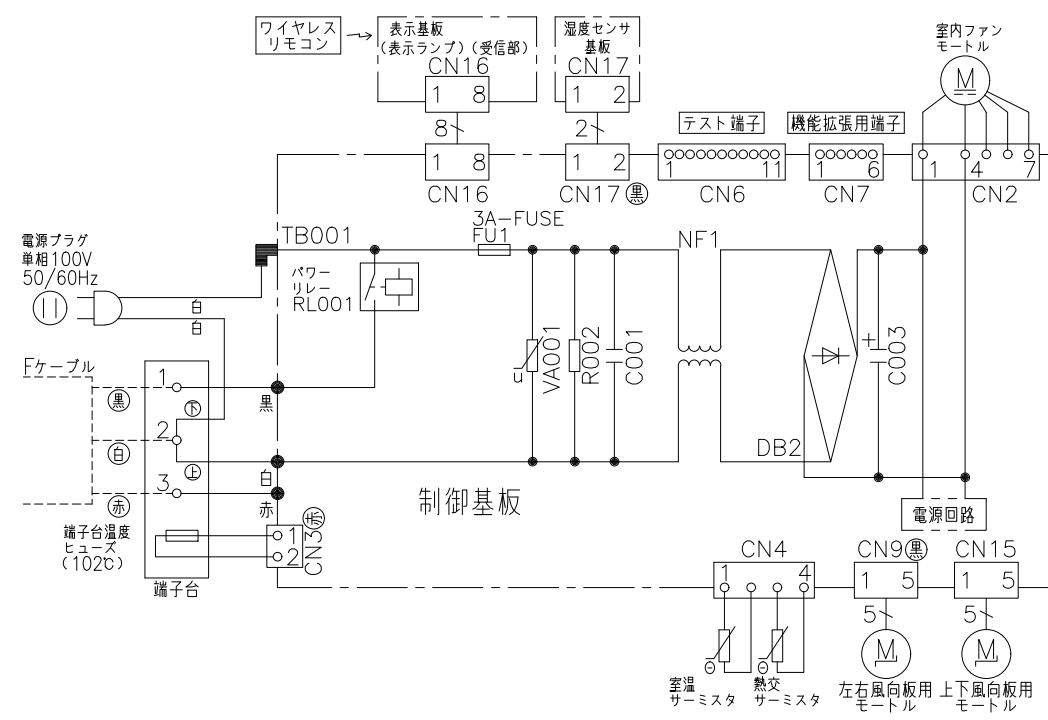 ワイヤレス
リモコン
表示基板
(表示ランプ)(受信部)
CN16
1 8
8
1 8
CN16
湿度センサ
基板
CN17
1 2
2
1 2
CN17 黒
テスト端子
1 11
CN6
機能拡張用端子
1 6
CN7
室内ファン
モートル
M
1 4 7
CN2
電源プラグ
単相100V
50/60Hz
白
白
TB001
パワー
リレー
RL001
3A-FUSE
FU1
u
VA001
R002
C001
NF1
DB2
+
C003
Fケーブル
黒
白
赤
1
下
2
上
3
黒
白
赤
端子台温度
ヒューズ
(102℃)
端子台
1
2
CN3赤
制御基板
電源回路
CN4
1 4
θ
室温
サーミスタ
θ
熱交
サーミスタ
CN9黒
1 5
5
M
左右風向板用
モートル
CN15
1 5
5
M
上下風向板用
モートル